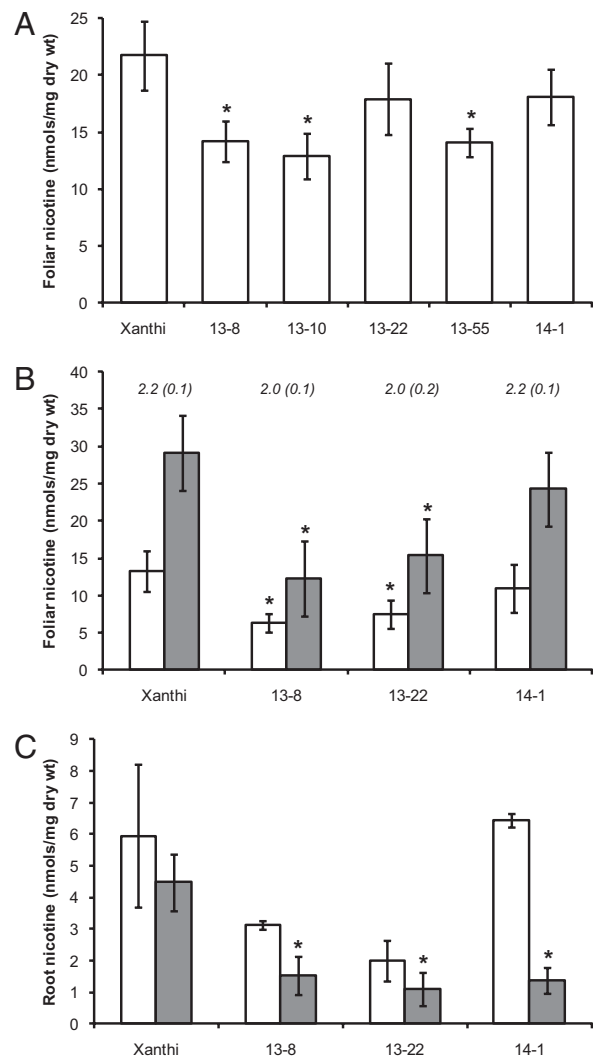 A
Foliar nicotine (nmols/mg dry wt)
25
20
15
10
5
0
* * *
Xanthi 13-8 13-10 13-22 13-55 14-1
B
Foliar nicotine (nmols/mg dry wt)
40
35
30
25
20
15
10
5
0
2.2 (0.1) 2.0 (0.1) 2.0 (0.2) 2.2 (0.1)
* * * *
Xanthi 13-8 13-22 14-1
C
Root nicotine (nmols/mg dry wt)
9
8
7
6
5
4
3
2
1
0
* * *
Xanthi 13-8 13-22 14-1